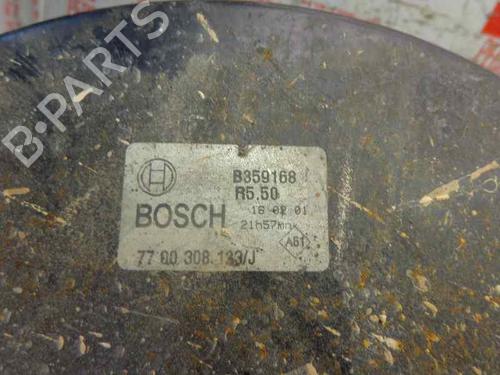 B-PARTS
B359168
R5.50
BOSCH
16 02 01
21h57mn
A61
77 00 308.133/J